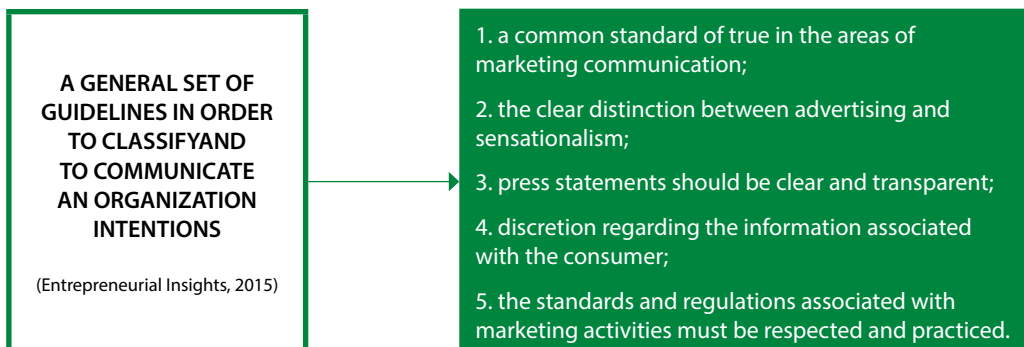 A GENERAL SET OF
GUIDELINES IN ORDER
TO CLASSIFYAND
TO COMMUNICATE
AN ORGANIZATION
INTENTIONS
(Entrepreneurial Insights, 2015)
1. a common standard of true in the areas of
marketing communication;
2. the clear distinction between advertising and
sensationalism;
3. press statements should be clear and transparent;
4. discretion regarding the information associated
with the consumer;
5. the standards and regulations associated with
marketing activities must be respected and practiced.